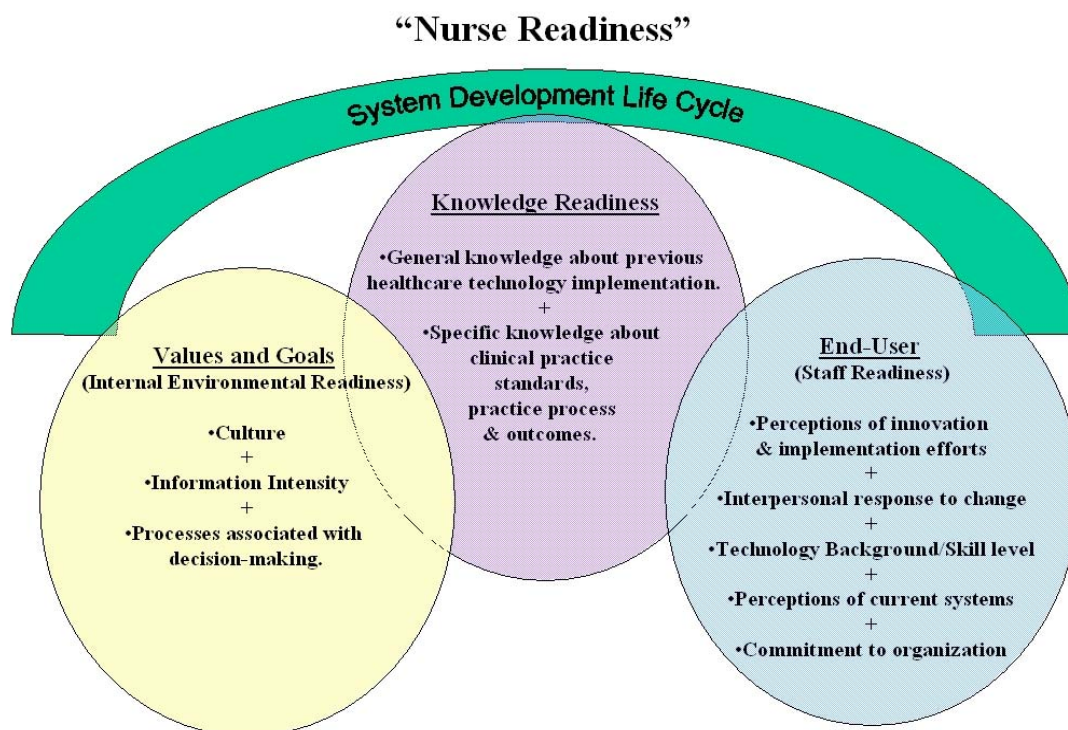 “Nurse Readiness”
System Development Life Cycle
Knowledge Readiness
•General knowledge about previous
healthcare technology implementation.
+
•Specific knowledge about
clinical practice
standards,
practice process
& outcomes.
Values and Goals
(Internal Environmental Readiness)
•Culture
+
•Information Intensity
+
•Processes associated with
decision-making.
End-User
(Staff Readiness)
•Perceptions of innovation
& implementation efforts
+
•Interpersonal response to change
+
•Technology Background/Skill level
+
•Perceptions of current systems
+
•Commitment to organization